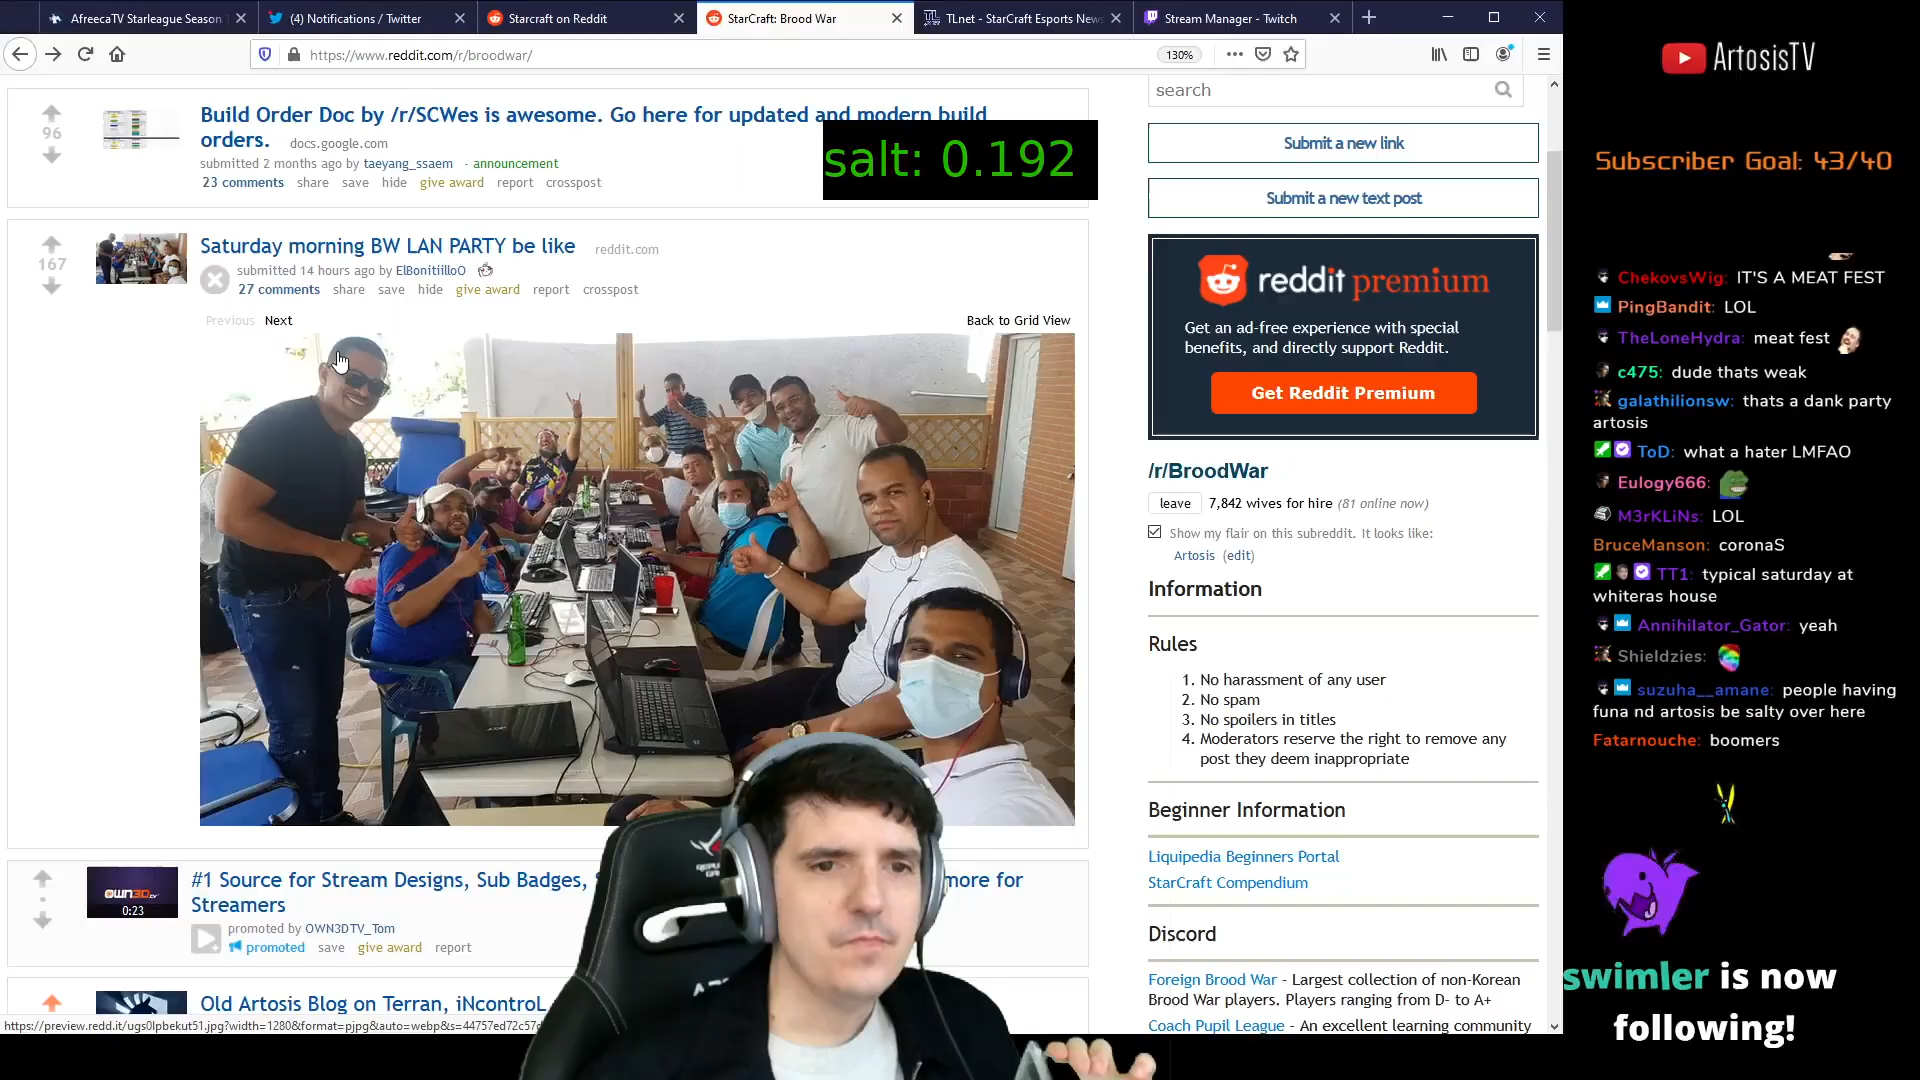 AfreecaTV Starleague Season
(4) Notifications / Twitter
Starcraft on Reddit
StarCraft: Brood War
TLnet - StarCraft Esports News
Stream Manager - Twitch
https://www.reddit.com/r/broodwar/
130%
Build Order Doc by /r/SCWes is awesome. Go here for updated and modern build
orders. docs.google.com
submitted 2 months ago by taeyang_ssaem - announcement
96
23 comments share save hide give award report crosspost
salt: 0.192
Saturday morning BW LAN PARTY be like reddit.com
167
submitted 14 hours ago by ElBonitiilloO
27 comments share save hide give award report crosspost
Previous Next Back to Grid View
#1 Source for Stream Designs, Sub Badges,
more for
Streamers
OWN3D
0:23
promoted by OWN3DTV_Tom
promoted save give award report
Old Artosis Blog on Terran, iNcontroL
https://preview.redd.it/ugs0lpbekut51.jpg?width=1280&format=pjpg&auto=webp&s=44757ed72c57d
search
Submit a new link
Submit a new text post
reddit premium
Get an ad-free experience with special
benefits, and directly support Reddit.
Get Reddit Premium
/r/BroodWar
leave 7,842 wives for hire (81 online now)
Show my flair on this subreddit. It looks like:
Artosis (edit)
Information
Rules
1. No harassment of any user
2. No spam
3. No spoilers in titles
4. Moderators reserve the right to remove any
post they deem inappropriate
Beginner Information
Liquipedia Beginners Portal
StarCraft Compendium
Discord
Foreign Brood War - Largest collection of non-Korean
Brood War players. Players ranging from D- to A+
Coach Pupil League - An excellent learning community
ArtosisTV
Subscriber Goal: 43/40
ChekovsWig: IT'S A MEAT FEST
PingBandit: LOL
TheLoneHydra: meat fest
c475: dude thats weak
galathilionsw: thats a dank party
artosis
ToD: what a hater LMFAO
Eulogy666:
M3rKLiNs: LOL
BruceManson: coronaS
TT1: typical saturday at
whiteras house
Annihilator_Gator: yeah
Shieldzies:
suzuha__amane: people having
funa nd artosis be salty over here
Fatarnouche: boomers
swimler is now
following!